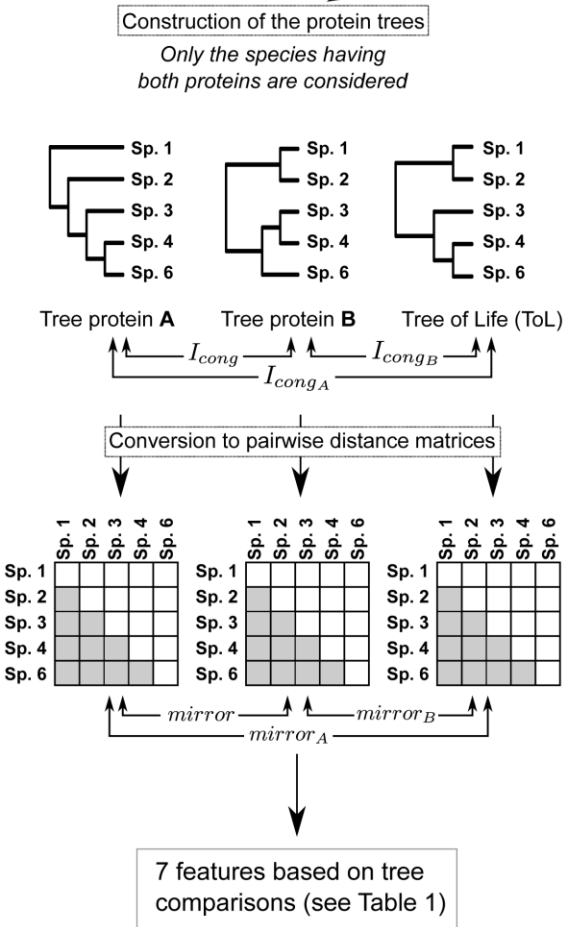 Construction of the protein trees
Only the species having
both proteins are considered
Sp. 1
Sp. 2
Sp. 3
Sp. 4
Sp. 6
Tree protein A
Sp. 1
Sp. 2
Sp. 3
Sp. 4
Sp. 6
Tree protein B
Sp. 1
Sp. 2
Sp. 3
Sp. 4
Sp. 6
Tree of Life (ToL)
I_cong
I_cong_B
I_cong_A
Conversion to pairwise distance matrices
Sp. 1 Sp. 2 Sp. 3 Sp. 4 Sp. 6
Sp. 1
Sp. 2
Sp. 3
Sp. 4
Sp. 6
Sp. 1 Sp. 2 Sp. 3 Sp. 4 Sp. 6
Sp. 1
Sp. 2
Sp. 3
Sp. 4
Sp. 6
Sp. 1 Sp. 2 Sp. 3 Sp. 4 Sp. 6
Sp. 1
Sp. 2
Sp. 3
Sp. 4
Sp. 6
mirror
mirror_B
mirror_A
7 features based on tree
comparisons (see Table 1)